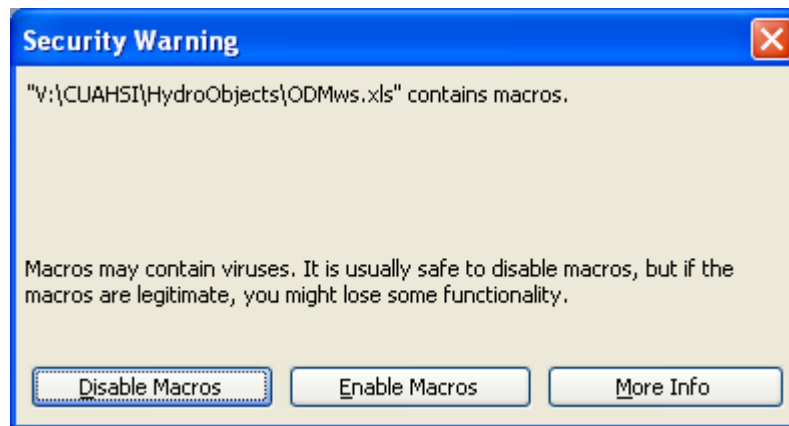 Security Warning
"V:\CUAHSI\HydroObjects\ODMws.xls" contains macros.
Macros may contain viruses. It is usually safe to disable macros, but if the
macros are legitimate, you might lose some functionality.
Disable Macros Enable Macros More Info